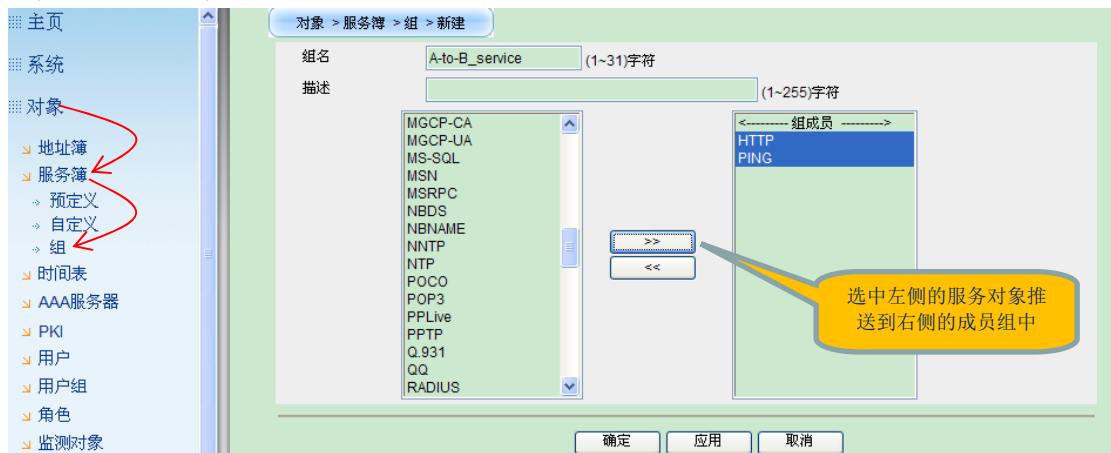 主页
系统
对象
地址簿
服务簿
预定义
自定义
组
时间表
AAA服务器
PKI
用户
用户组
角色
监测对象
对象 > 服务簿 > 组 > 新建
组名 A-to-B_service (1~31)字符
描述 (1~255)字符
MGCP-CA
MGCP-UA
MS-SQL
MSN
MSRPC
NBDS
NBNAME
NNTP
NTP
POCO
POP3
PPLive
PPTP
Q.931
QQ
RADIUS
>>
<<
<--------- 组成员 --------->
HTTP
PING
选中左侧的服务对象推
送到右侧的成员组中
确定 应用 取消